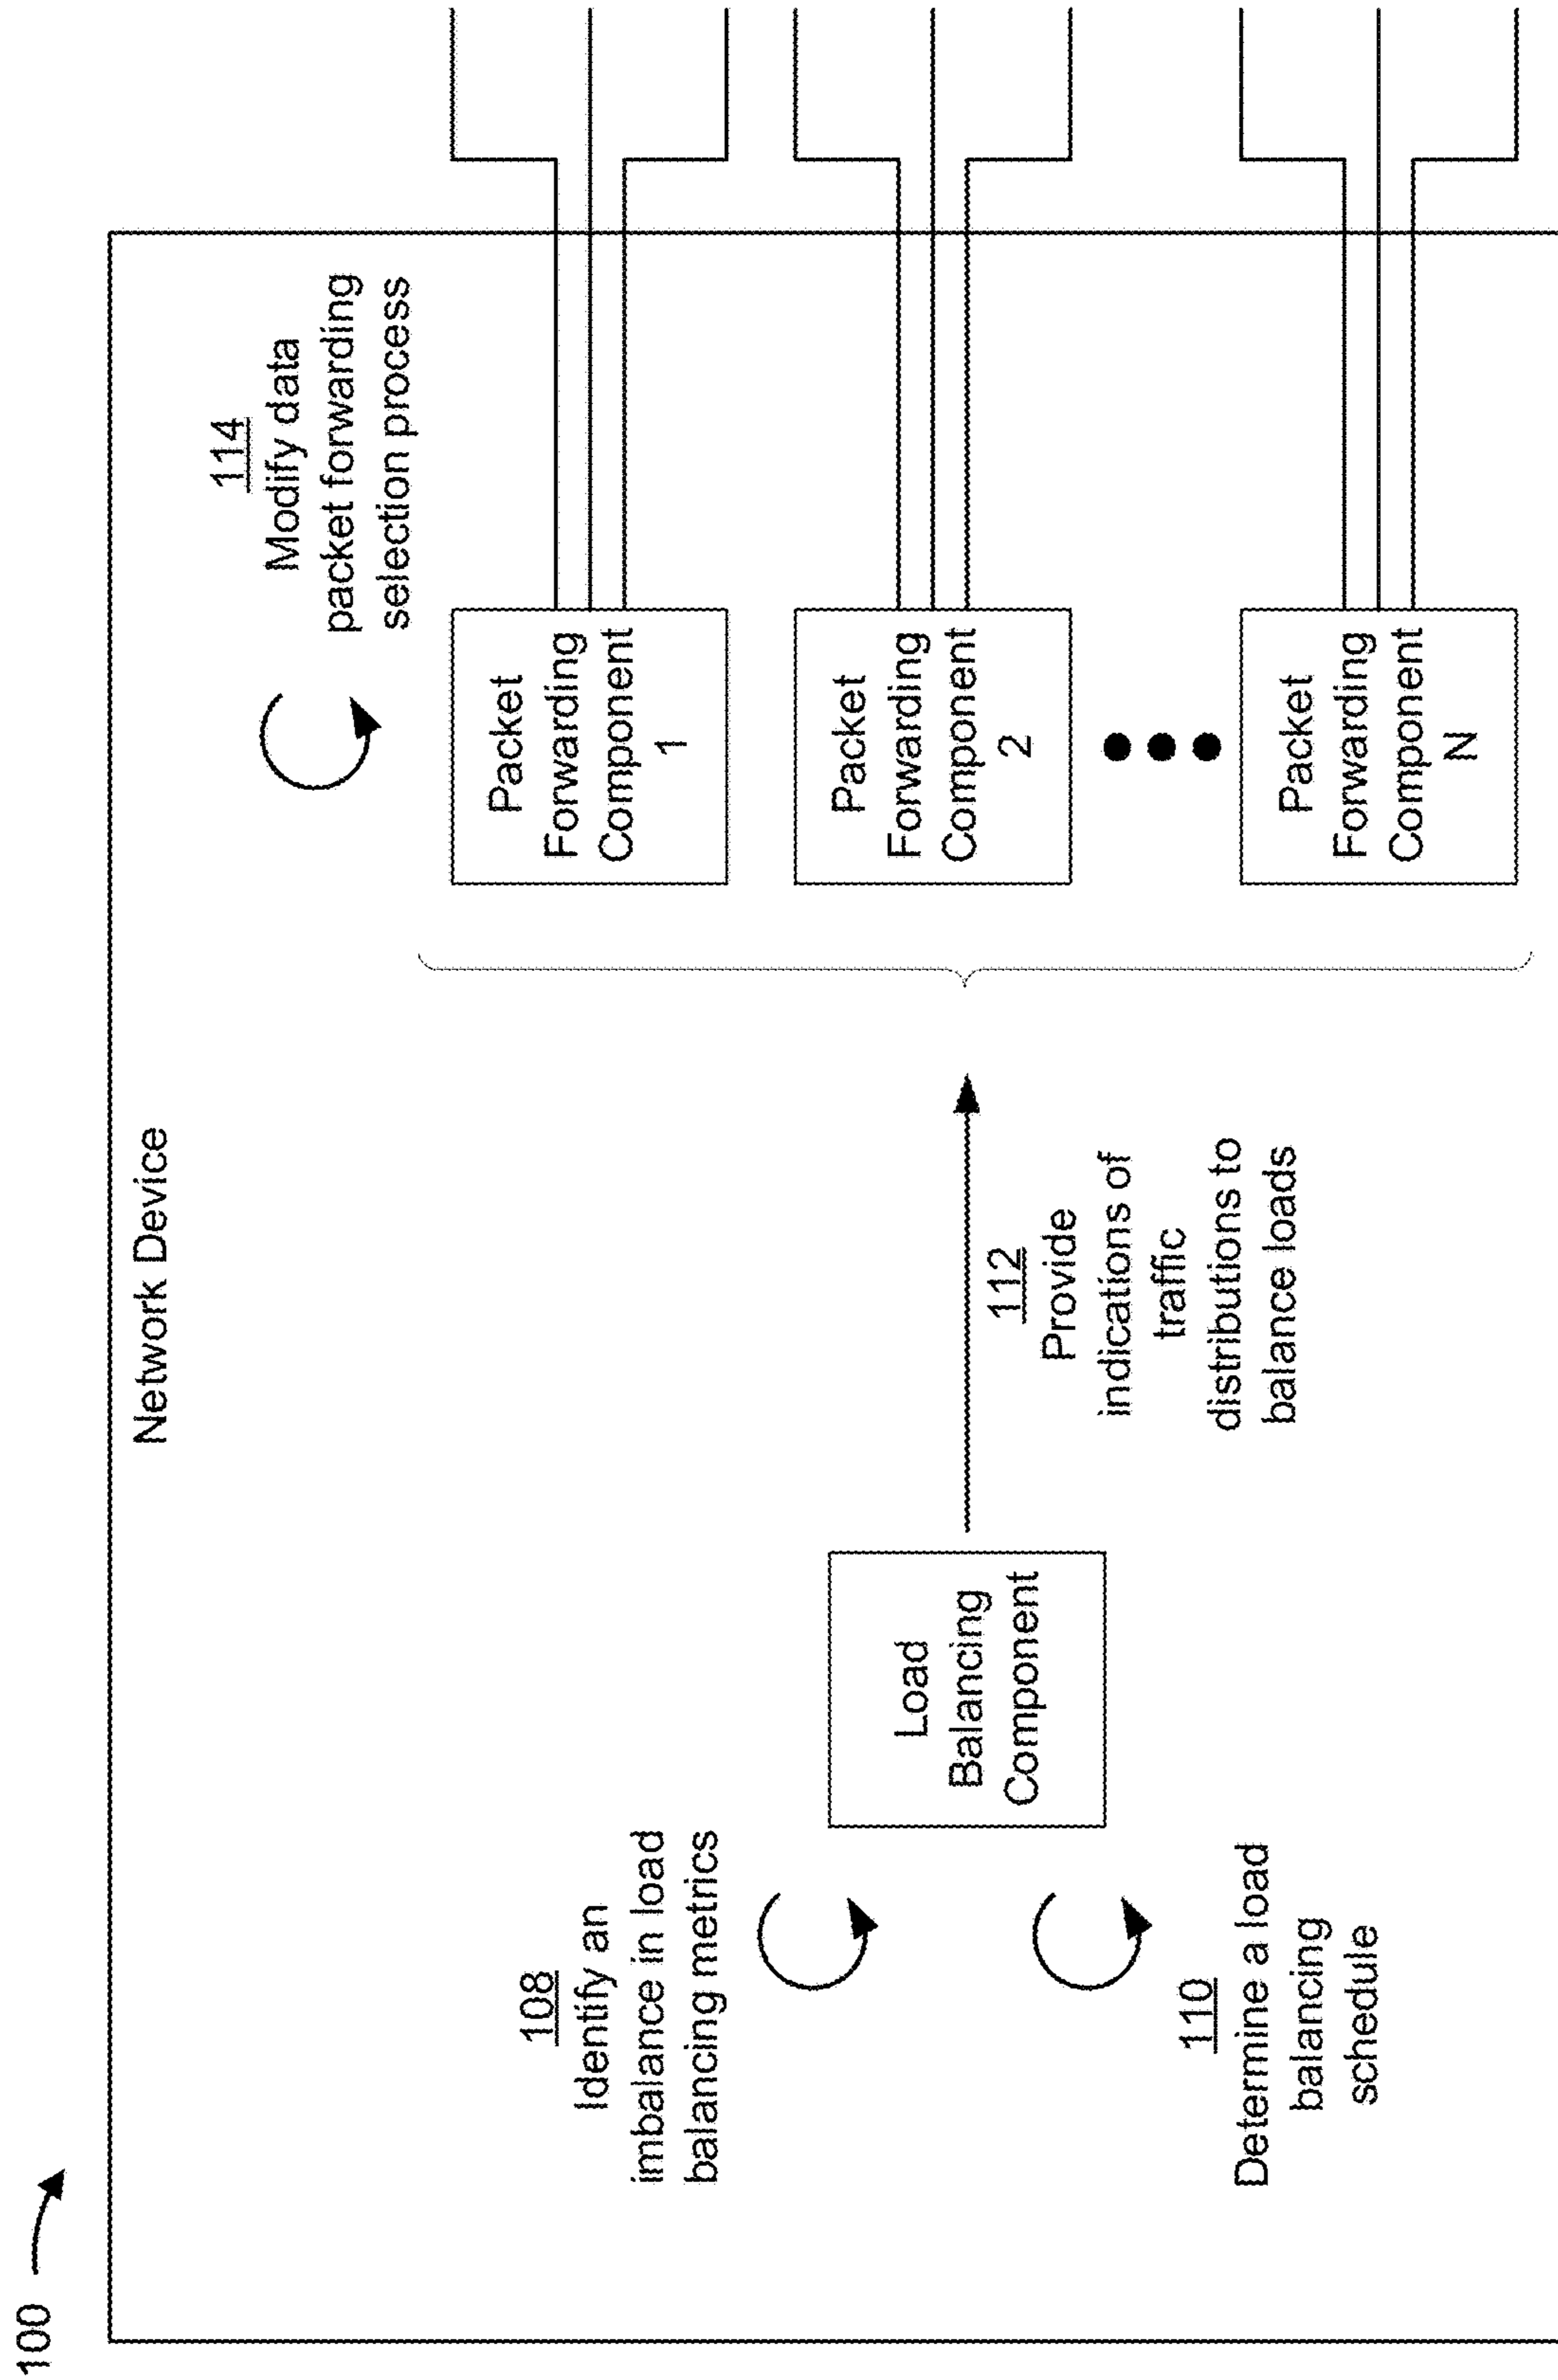 100
Network Device
108
Identify an
imbalance in load
balancing metrics
110
Determine a load
balancing
schedule
Load
Balancing
Component
112
Provide
indications of
traffic
distributions to
balance loads
114
Modify data
packet forwarding
selection process
Packet
Forwarding
Component
1
Packet
Forwarding
Component
2
Packet
Forwarding
Component
N